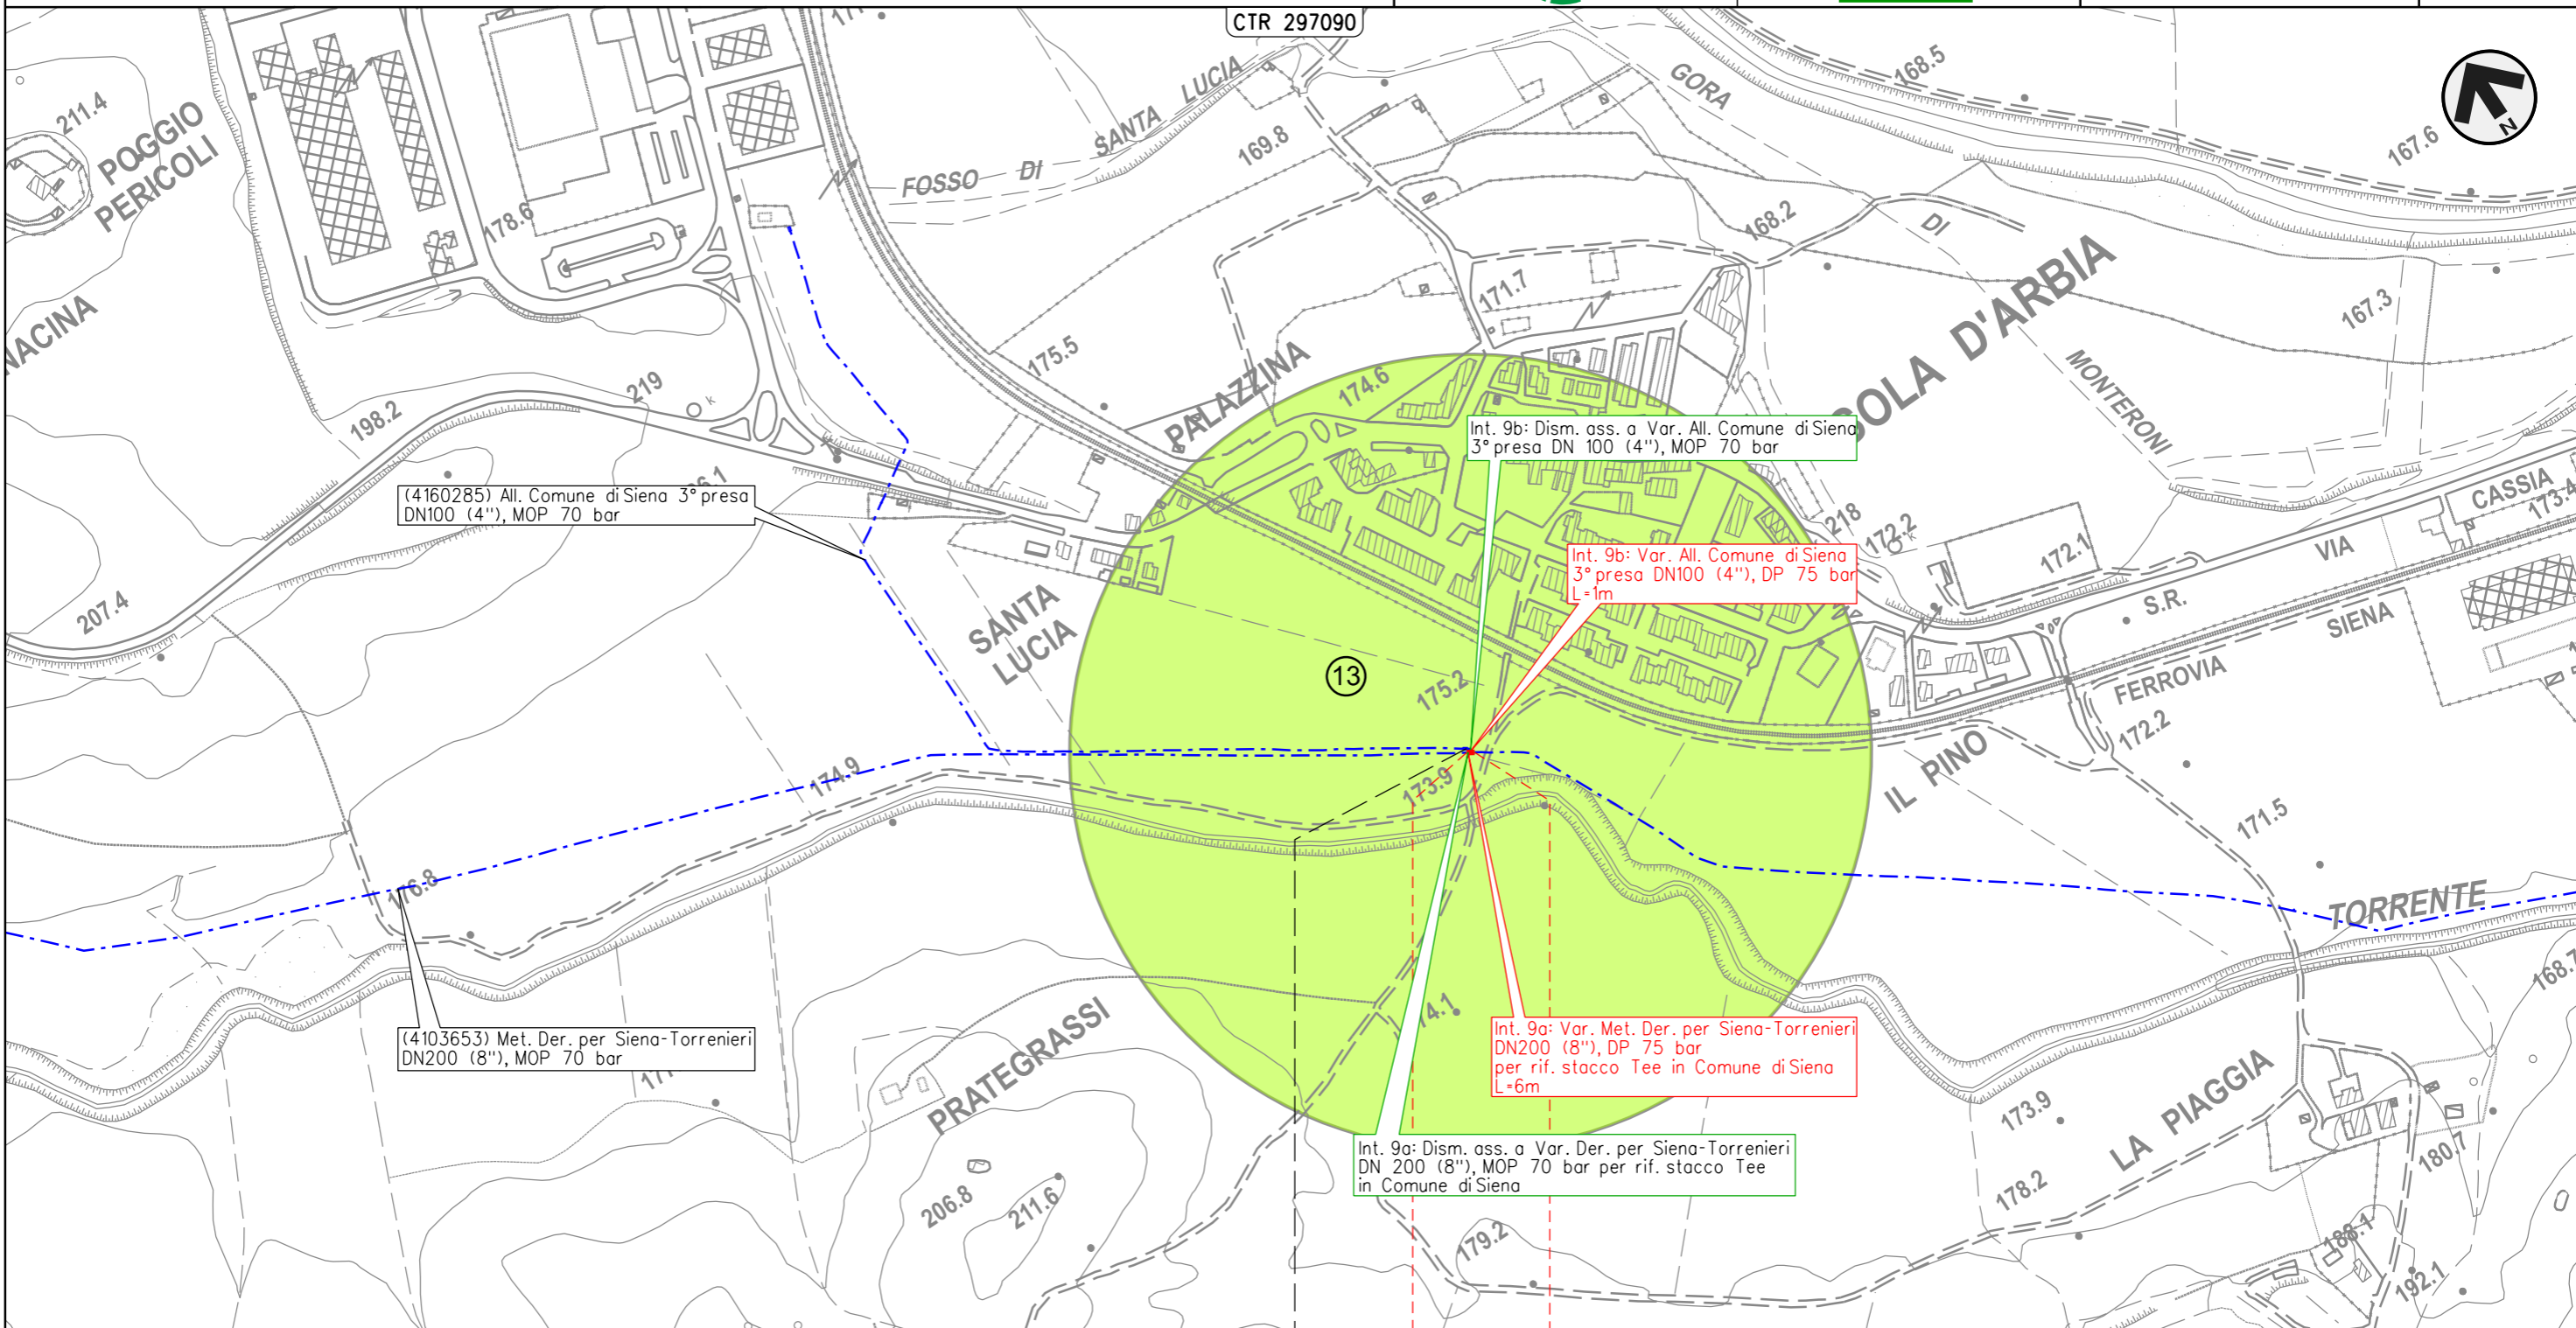 CTR 297090
211.4
POGGIO
PERICOLI
178.6
FOSSO DI SANTA LUCIA
169.8
GORA
DI
MONTERONI
168.5
167.6
N
168.2
167.3
171.7
NACINA
175.5
PALAZZINA
174.6
SOLA D'ARBIA
198.2
219
K
Int. 9b: Dism. ass. a Var. All. Comune di Siena
3° presa DN 100 (4"), MOP 70 bar
(4160285) All. Comune di Siena 3° presa
DN100 (4"), MOP 70 bar
Int. 9b: Var. All. Comune di Siena
3° presa DN100 (4"), DP 75 bar
L=1m
218
K
172.2
172.1
CASSIA
173.4
VIA
S.R.
SIENA
FERROVIA
207.4
SANTA
LUCIA
13
175.2
172.2
IL PINO
174.9
173.9
171.5
176.8
TORRENTE
168.7
(4103653) Met. Der. per Siena-Torrenieri
DN200 (8"), MOP 70 bar
PRATEGRASSI
Int. 9a: Var. Met. Der. per Siena-Torrenieri
DN200 (8"), DP 75 bar
per rif. stacco Tee in Comune di Siena
L=6m
173.9
LA PIAGGIA
180.7
Int. 9a: Dism. ass. a Var. Der. per Siena-Torrenieri
DN 200 (8"), MOP 70 bar per rif. stacco Tee
in Comune di Siena
206.8
211.6
178.2
179.2
188.1
192.1